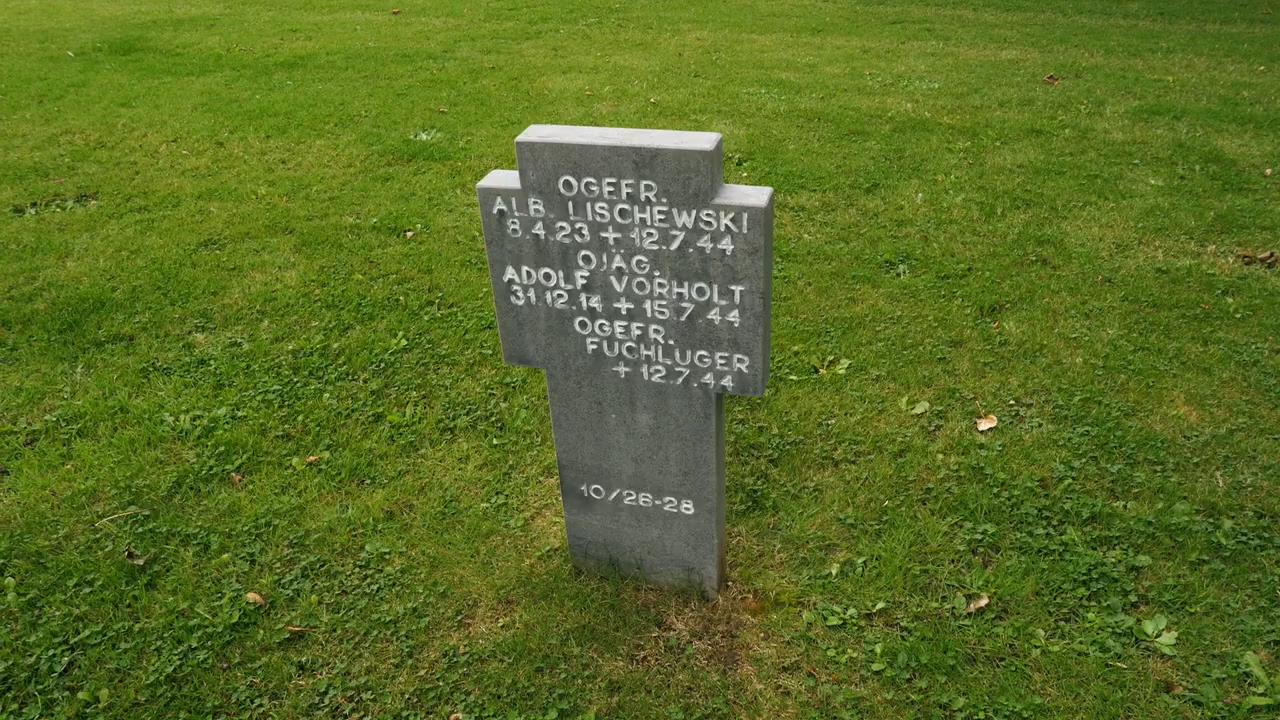 OGEFR.
ALB. LISCHEWSKI
8.4.23 + 12.7.44
OJÄG.
ADOLF VORHOLT
31.12.14 + 15.7.44
OGEFR.
FUCHLUGER
+ 12.7.44
10/26-28